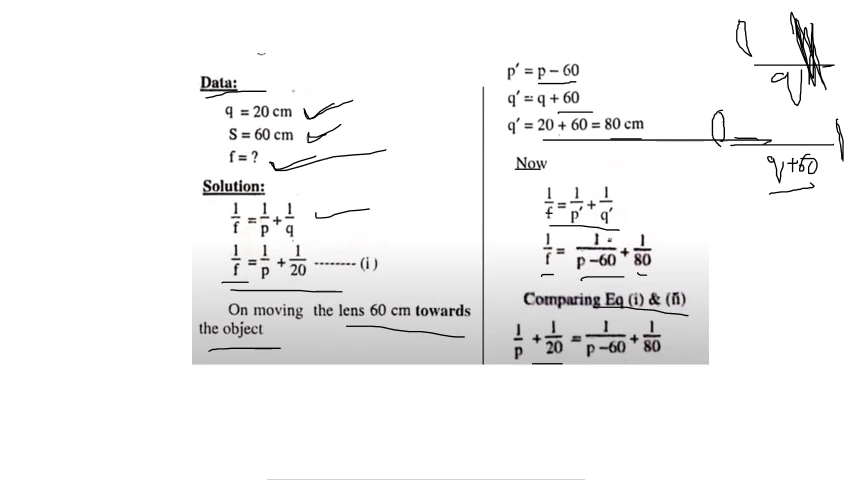 Data:
q = 20 cm
S = 60 cm
f = ?
Solution:
1/f = 1/p + 1/q
1/f = 1/p + 1/20 -------- (i)
On moving the lens 60 cm towards
the object
p′ = p − 60
q′ = q + 60
q′ = 20 + 60 = 80 cm
Now
1/f = 1/p′ + 1/q′
1/f = 1/p −60 + 1/80
Comparing Eq (i) & (ii)
1/p + 1/20 = 1/p −60 + 1/80
q
q+60